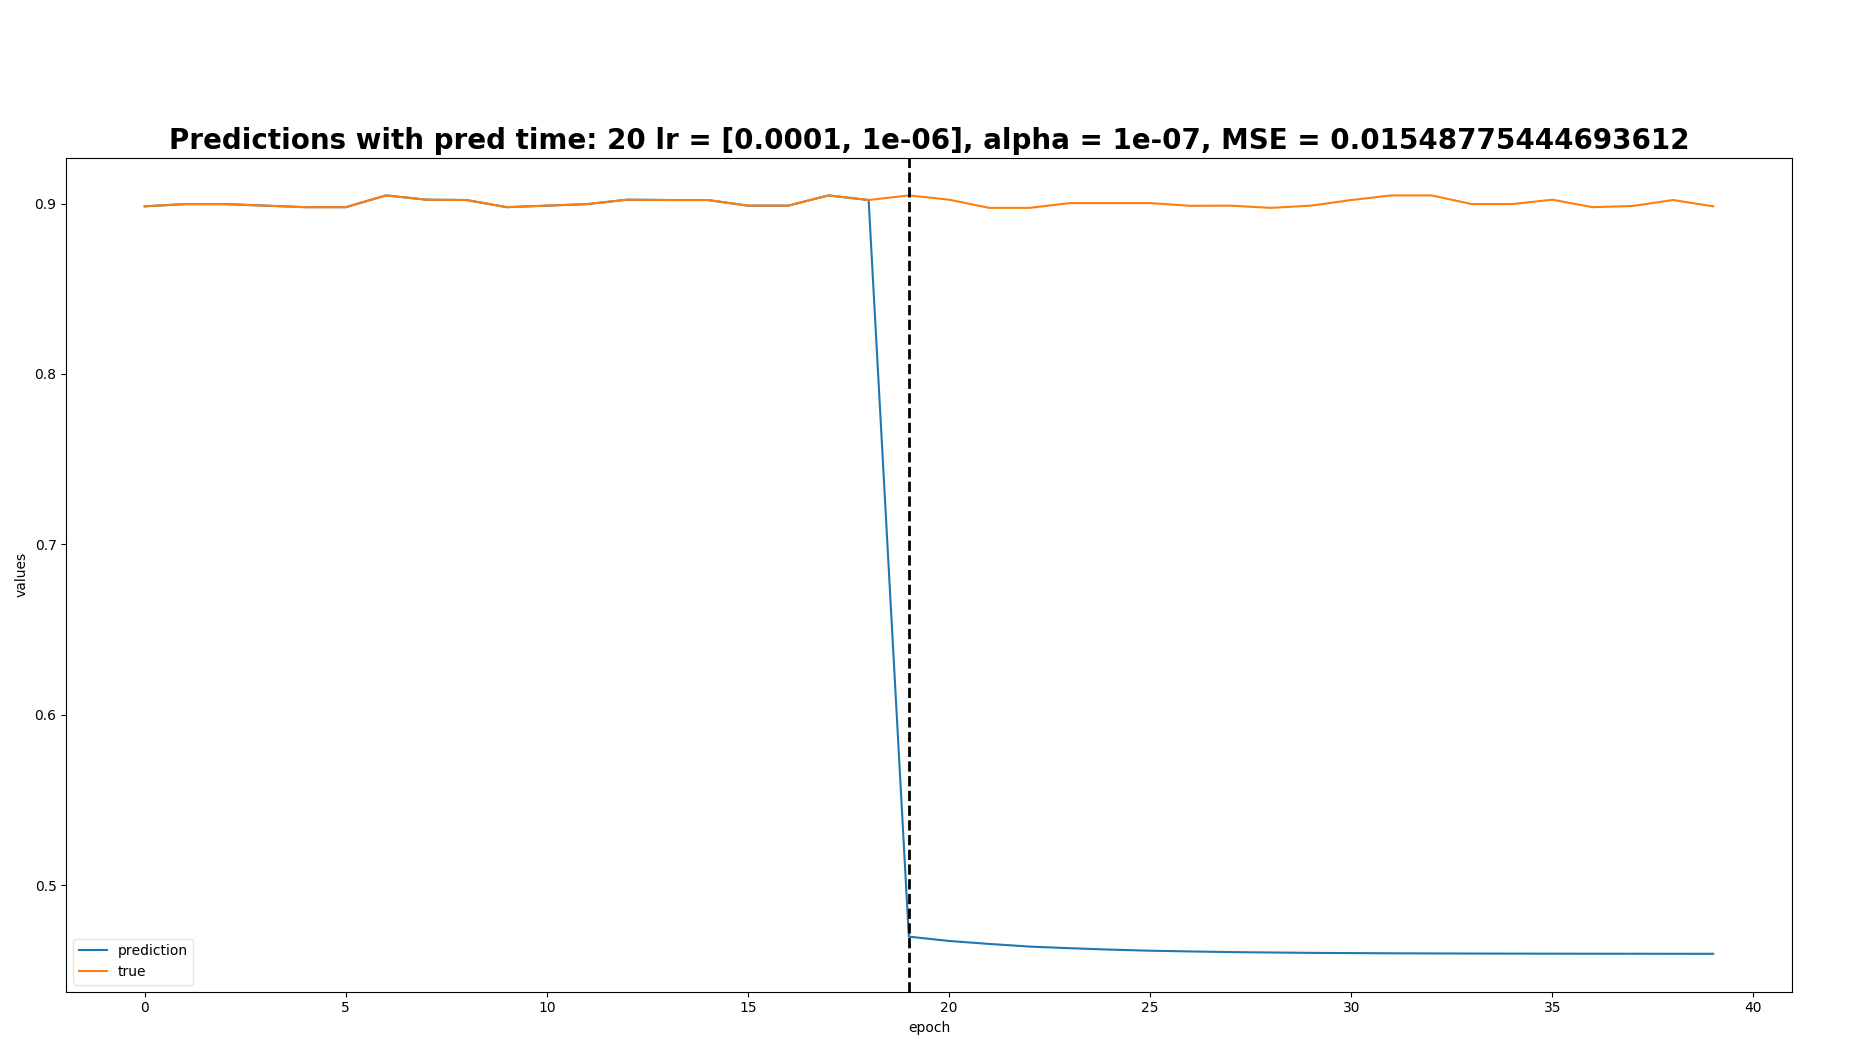 Predictions with pred time: 20 lr = [0.0001, 1e-06], alpha = 1e-07, MSE = 0.01548775444693612
values
0.9
0.8
0.7
0.6
0.5
prediction
true
0 5 10 15 20 25 30 35 40
epoch